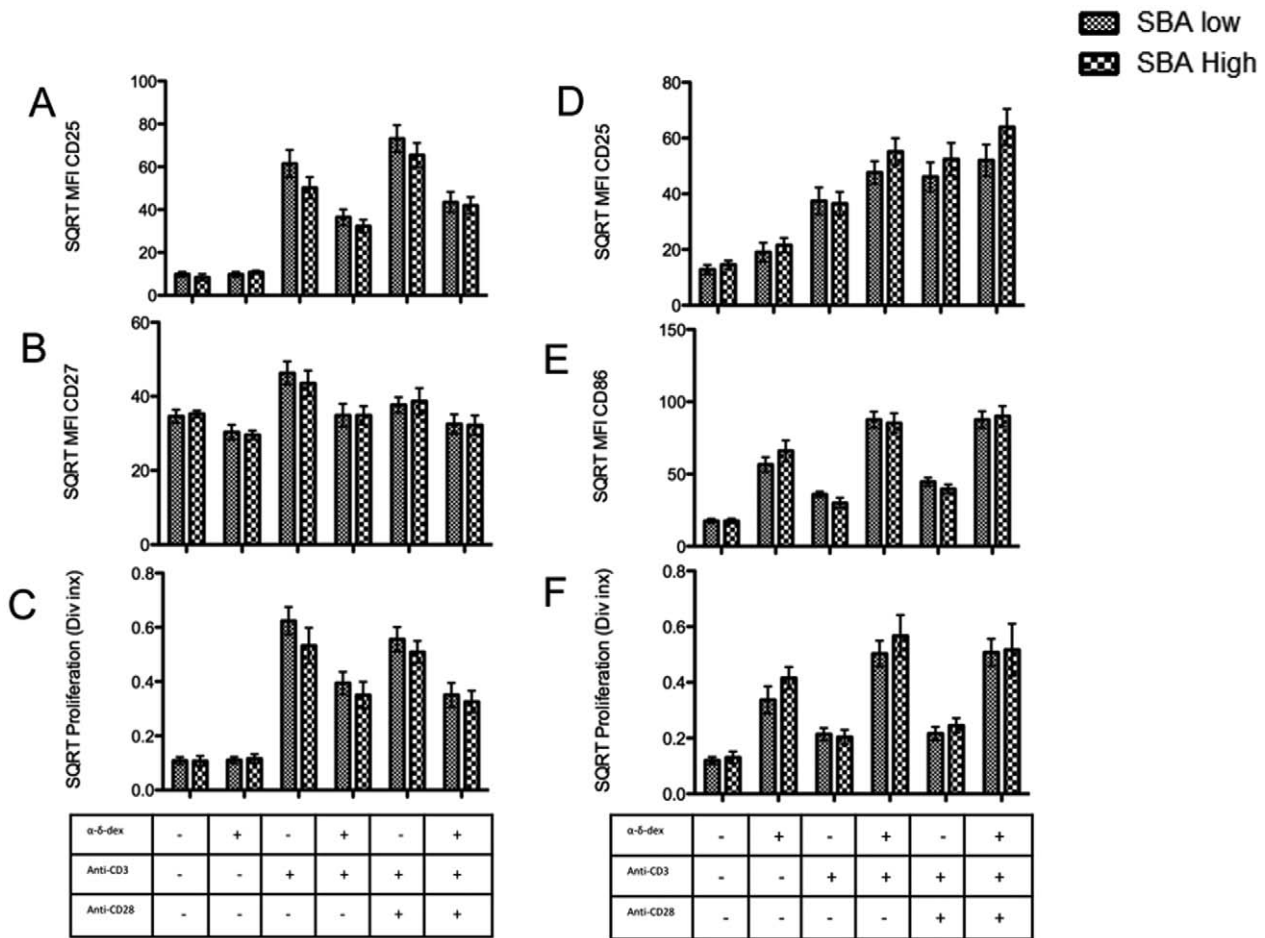 SBA low
SBA High
A
SQRT MFI CD25
100
80
60
40
20
0
B
SQRT MFI CD27
60
40
20
0
C
SQRT Proliferation (Div inx)
0.8
0.6
0.4
0.2
0.0
α-δ-dex - + - + - +
Anti-CD3 - - + + + +
Anti-CD28 - - - - + +
D
SQRT MFI CD25
80
60
40
20
0
E
SQRT MFI CD86
150
100
50
0
F
SQRT Proliferation (Div inx)
0.8
0.6
0.4
0.2
0.0
α-δ-dex - + - + - +
Anti-CD3 - - + + + +
Anti-CD28 - - - - + +